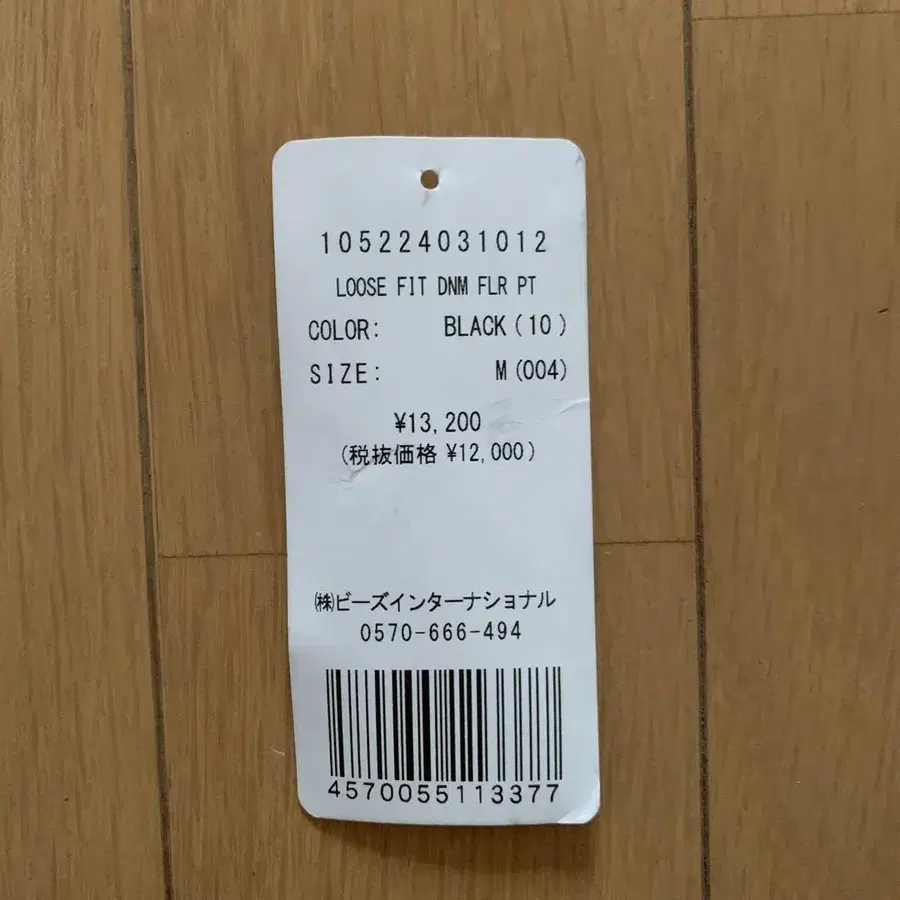 105224031012
LOOSE FIT DNM FLR PT
COLOR: BLACK(10)
SIZE: M(004)
¥13,200
(税抜価格 ¥12,000)
㈱ビーズインターナショナル
0570-666-494
4570055113377